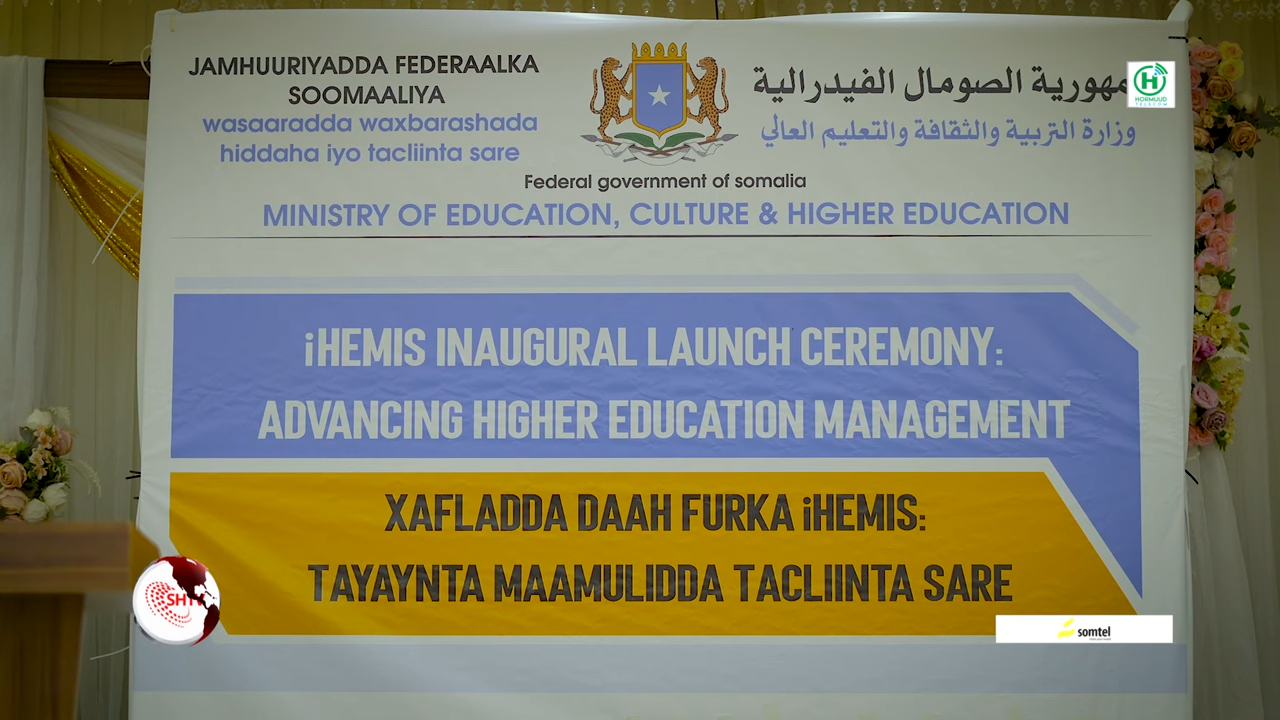 JAMHUURIYADDA FEDERAALKA
SOOMAALIYA
wasaaradda waxbarashada
hiddaha iyo tacliinta sare
مهورية الصومال الفيدرالية
وزارة التربية والثقافة والتعليم العالي
Federal government of somalia
MINISTRY OF EDUCATION, CULTURE & HIGHER EDUCATION
HORMUUD
TELECOM
iHEMIS INAUGURAL LAUNCH CEREMONY:
ADVANCING HIGHER EDUCATION MANAGEMENT
XAFLADDA DAAH FURKA iHEMIS:
TAYAYNTA MAAMULIDDA TACLIINTA SARE
somtel